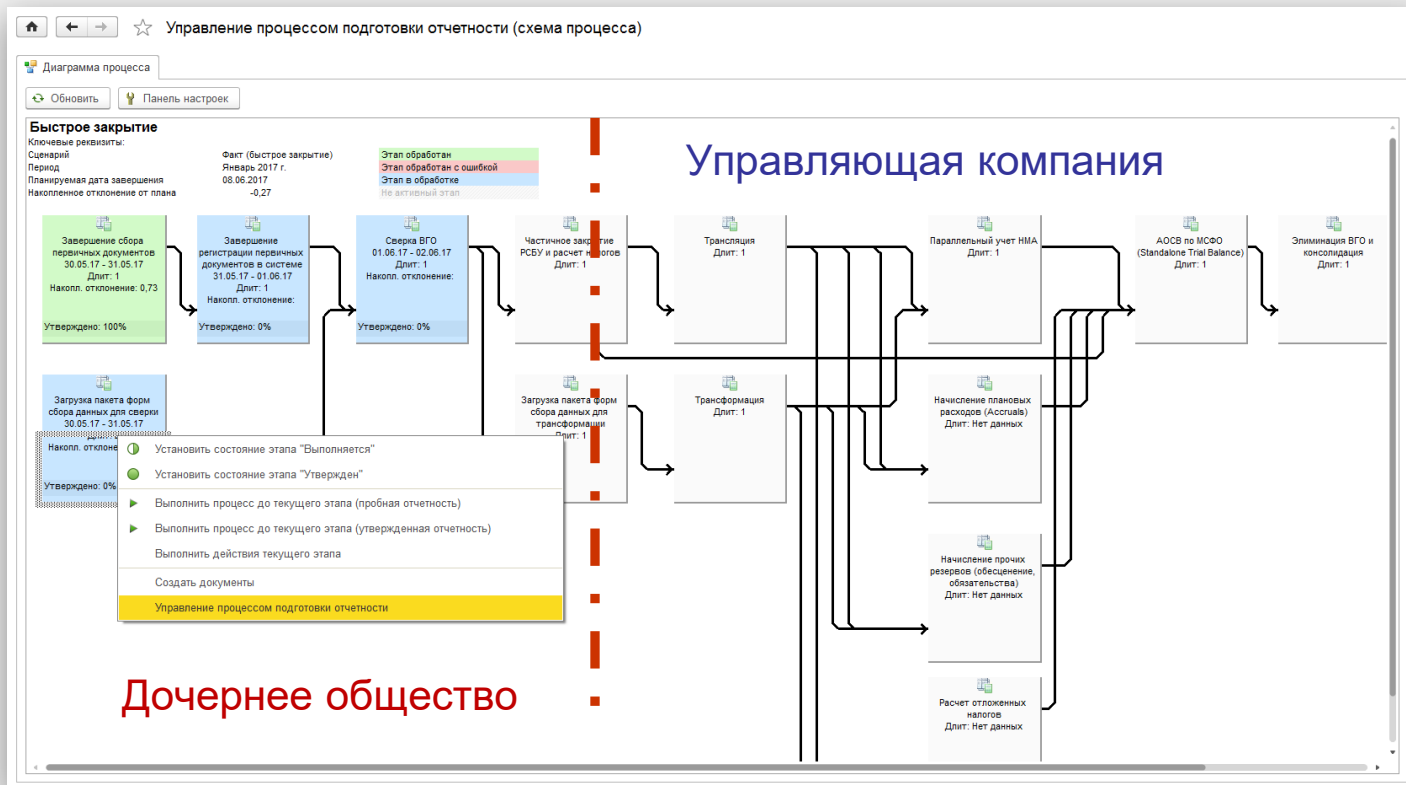 Управление процессом подготовки отчетности (схема процесса)
Диаграмма процесса
Обновить
Панель настроек
Быстрое закрытие
Ключевые реквизиты:
Сценарий Факт (быстрое закрытие) Этап обработан
Период Январь 2017 г. Этап обработан с ошибкой
Планируемая дата завершения 08.06.2017 Этап в обработке
Накопленное отклонение от плана -0,27 Не активный этап
Управляющая компания
Завершение сбора
первичных документов
30.05.17 - 31.05.17
Длит: 1
Накопл. отклонение: 0,73
Утверждено: 100%
Завершение
регистрации первичных
документов в системе
31.05.17 - 01.06.17
Длит: 1
Накопл. отклонение:
Утверждено: 0%
Сверка ВГО
01.06.17 - 02.06.17
Длит: 1
Накопл. отклонение:
Утверждено: 0%
Частичное закрытие
РСБУ и расчет налогов
Длит: 1
Трансляция
Длит: 1
Параллельный учет НМА
Длит: 1
АОСВ по МСФО
(Standalone Trial Balance)
Длит: 1
Элиминация ВГО и
консолидация
Длит: 1
Загрузка пакета форм
сбора данных для сверки
30.05.17 - 31.05.17
Накопл. отклоне
Утверждено: 0%
Загрузка пакета форм
сбора данных для
трансформации
Длит: 1
Трансформация
Длит: 1
Начисление плановых
расходов (Accruals)
Длит: Нет данных
Начисление прочих
резервов (обесценение,
обязательства)
Длит: Нет данных
Расчет отложенных
налогов
Длит: Нет данных
Установить состояние этапа "Выполняется"
Установить состояние этапа "Утвержден"
Выполнить процесс до текущего этапа (пробная отчетность)
Выполнить процесс до текущего этапа (утвержденная отчетность)
Выполнить действия текущего этапа
Создать документы
Управление процессом подготовки отчетности
Дочернее общество